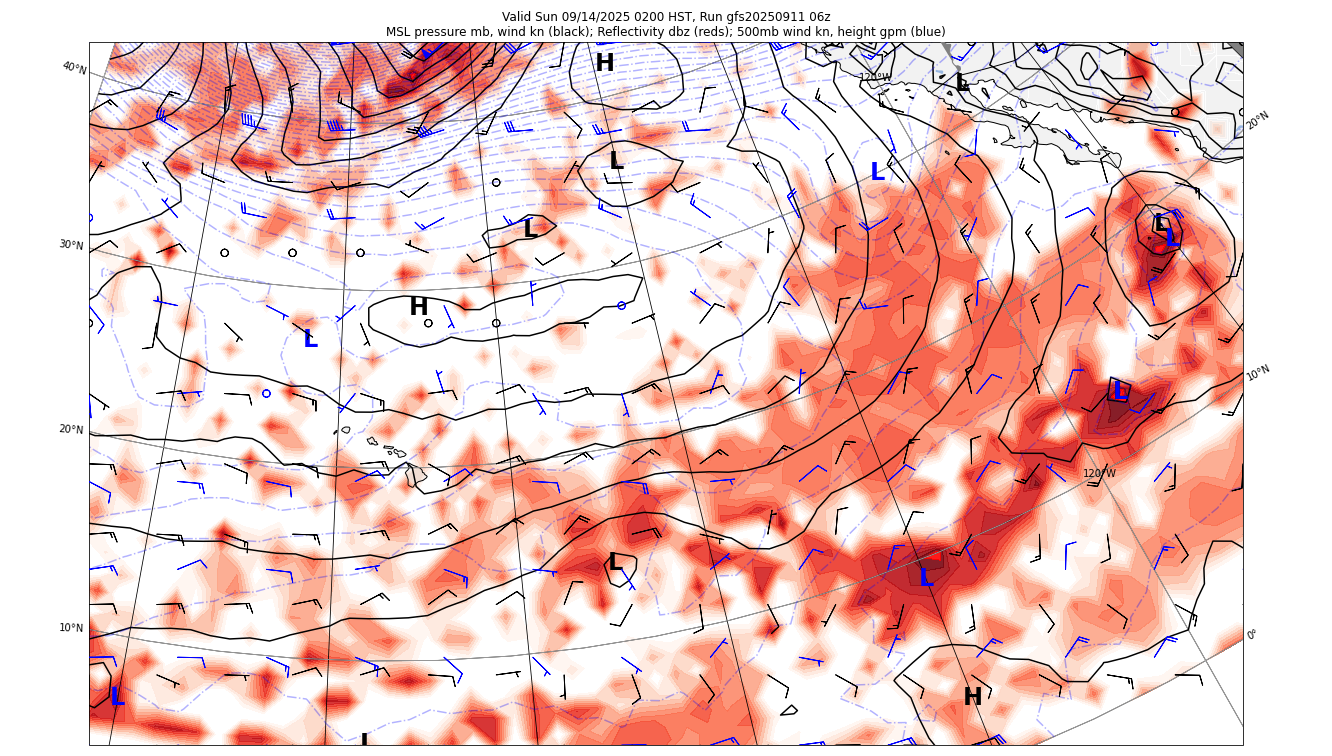 Valid Sun 09/14/2025 0200 HST, Run gfs20250911 06z
MSL pressure mb, wind kn (black); Reflectivity dbz (reds); 500mb wind kn, height gpm (blue)
H
40°N
120°W
L
20°N
L
L
L
L
L
30°N
H
L
10°N
L
20°N
120°W
L
L
10°N
0°
L
H
L